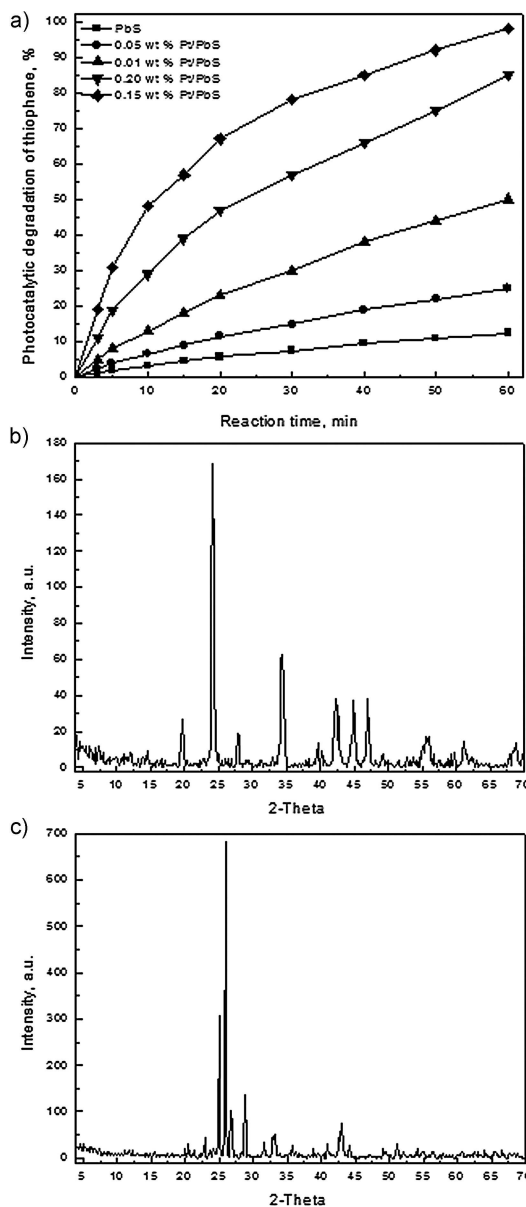 a)
100
90
80
70
60
50
40
30
20
10
0
Photocatalytic degradation of thiophene, %
PbS
0.05 wt % Pt/PbS
0.01 wt % Pt/PbS
0.20 wt % Pt/PbS
0.15 wt % Pt/PbS
0 10 20 30 40 50 60
Reaction time, min
b)
180
160
140
120
100
80
60
40
20
0
Intensity, a.u.
5 10 15 20 25 30 35 40 45 50 55 60 65 70
2-Theta
c)
700
600
500
400
300
200
100
0
Intensity, a.u.
5 10 15 20 25 30 35 40 45 50 55 60 65 70
2-Theta